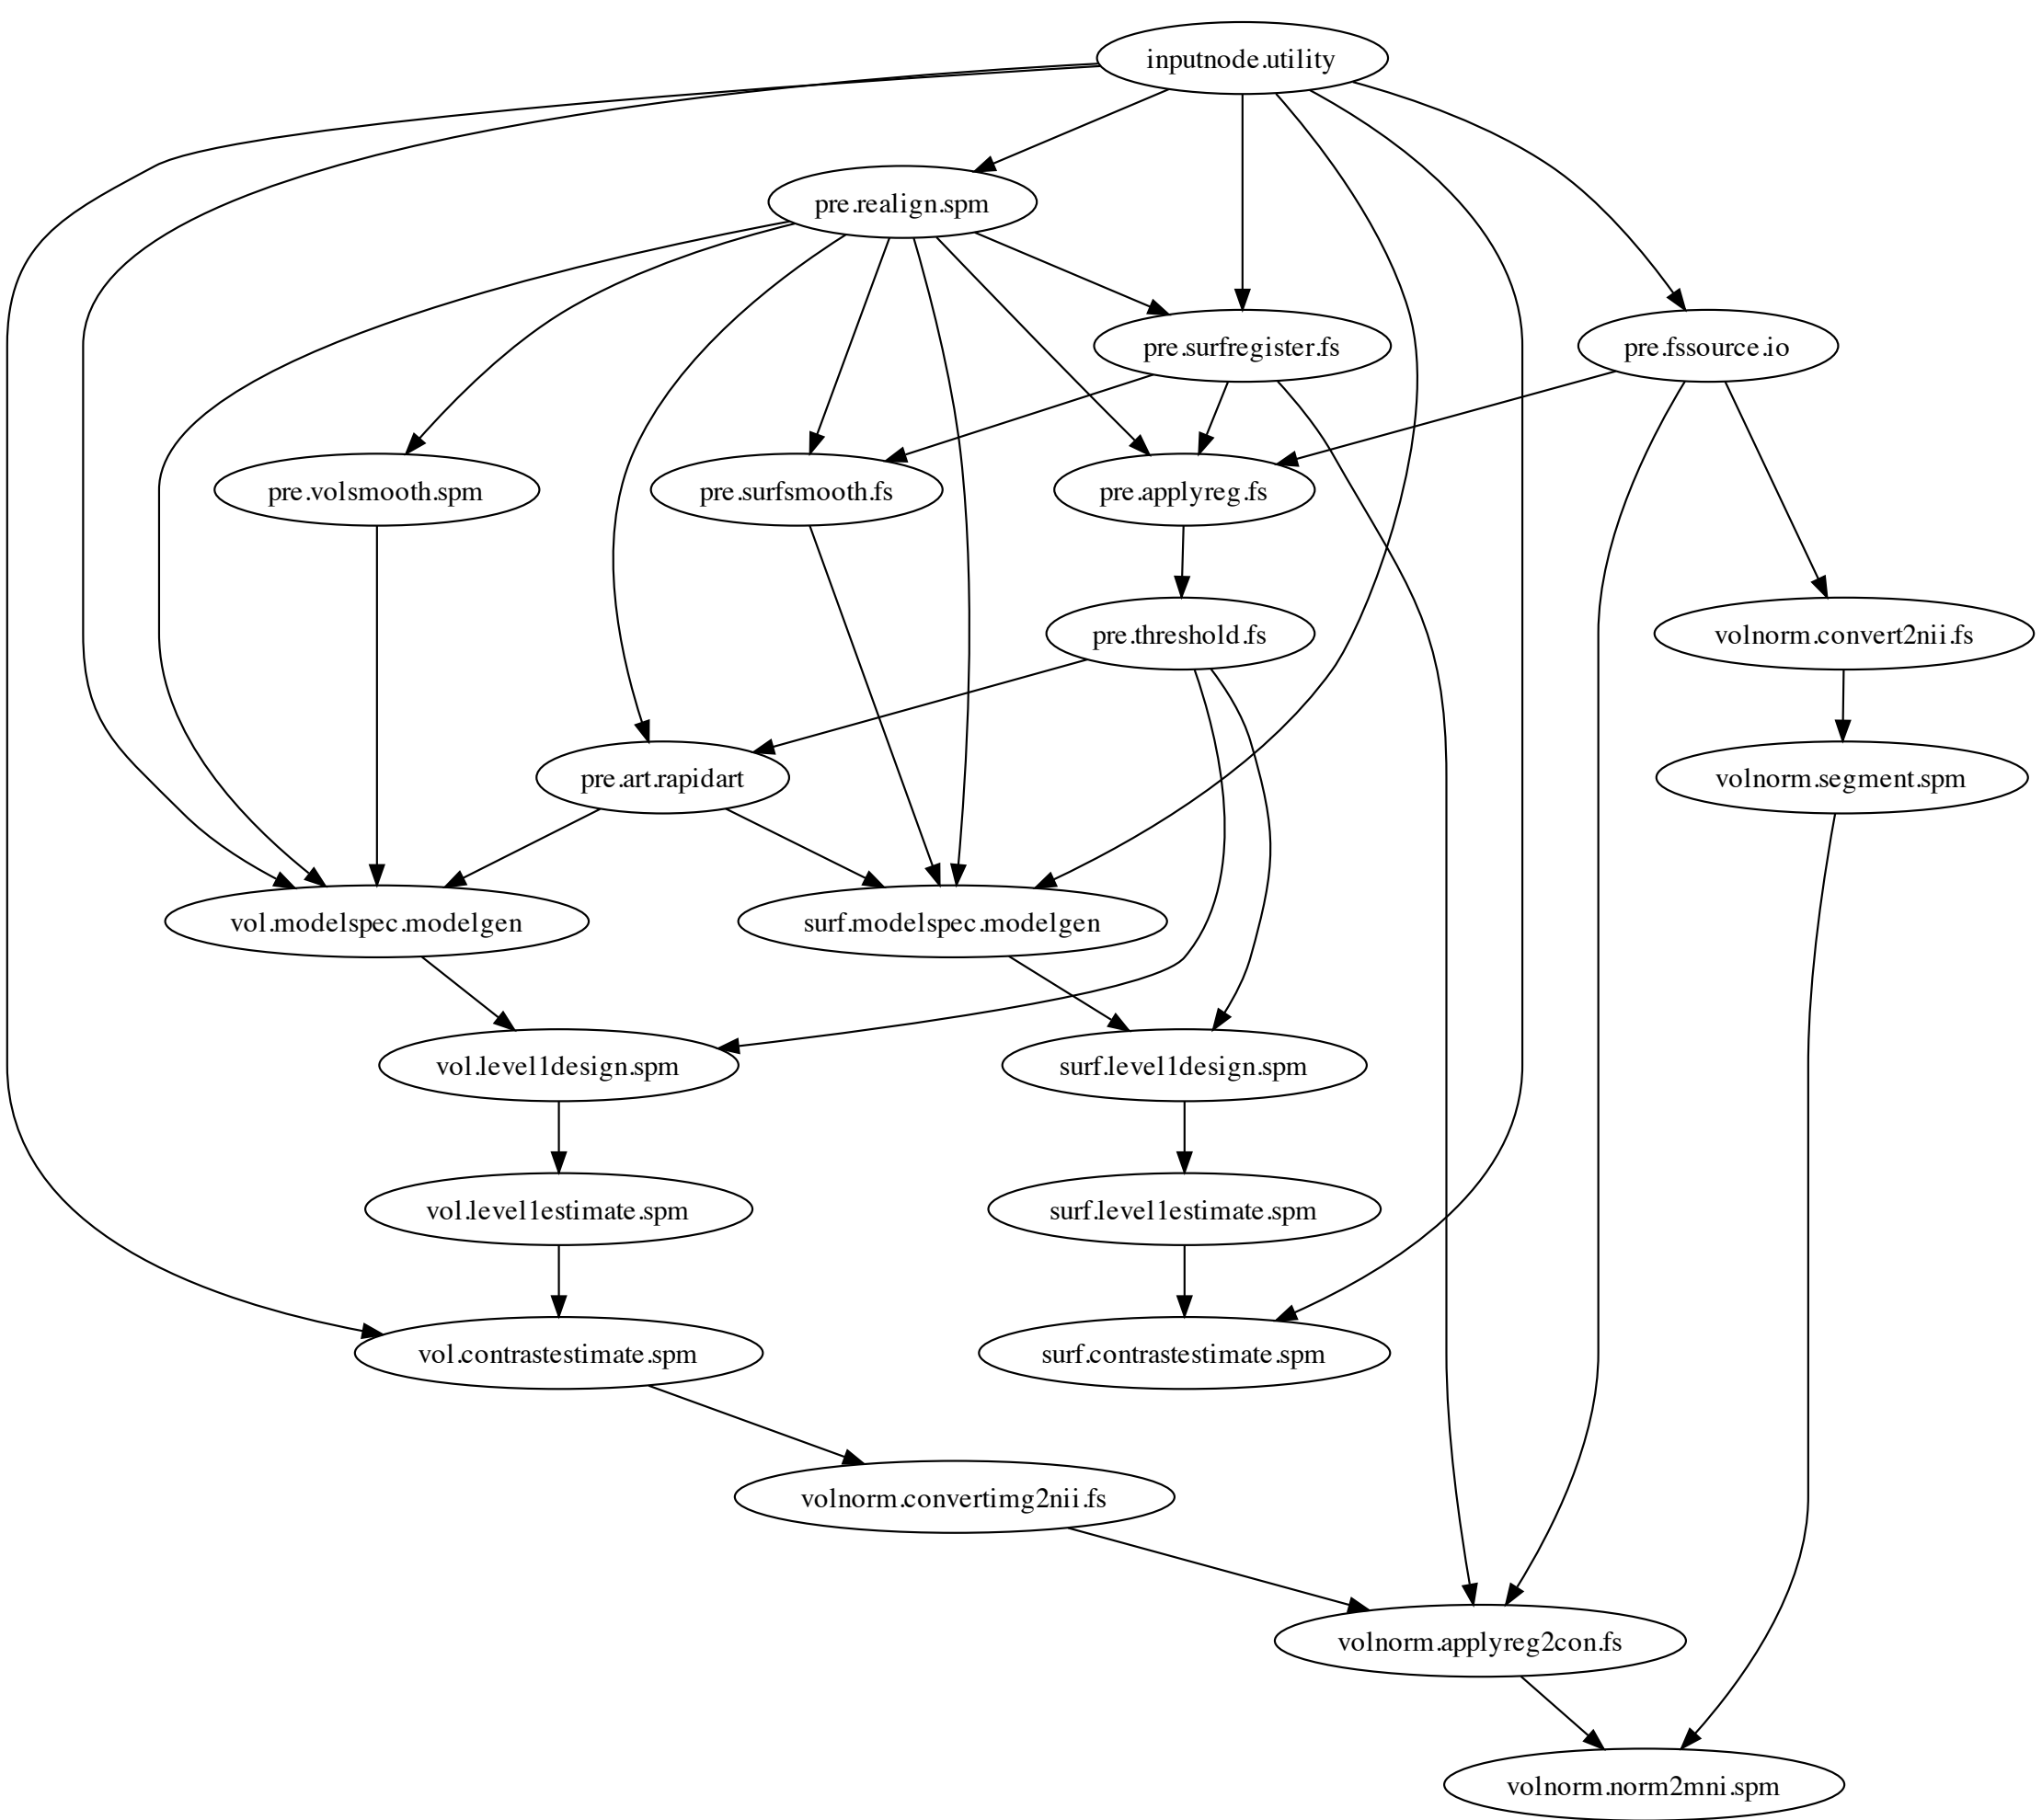 inputnode.utility
pre.realign.spm
pre.surfregister.fs
pre.fssource.io
pre.volsmooth.spm
pre.surfsmooth.fs
pre.applyreg.fs
pre.threshold.fs
volnorm.convert2nii.fs
pre.art.rapidart
volnorm.segment.spm
vol.modelspec.modelgen
surf.modelspec.modelgen
vol.level1design.spm
surf.level1design.spm
vol.level1estimate.spm
surf.level1estimate.spm
vol.contrastestimate.spm
surf.contrastestimate.spm
volnorm.convertimg2nii.fs
volnorm.applyreg2con.fs
volnorm.norm2mni.spm